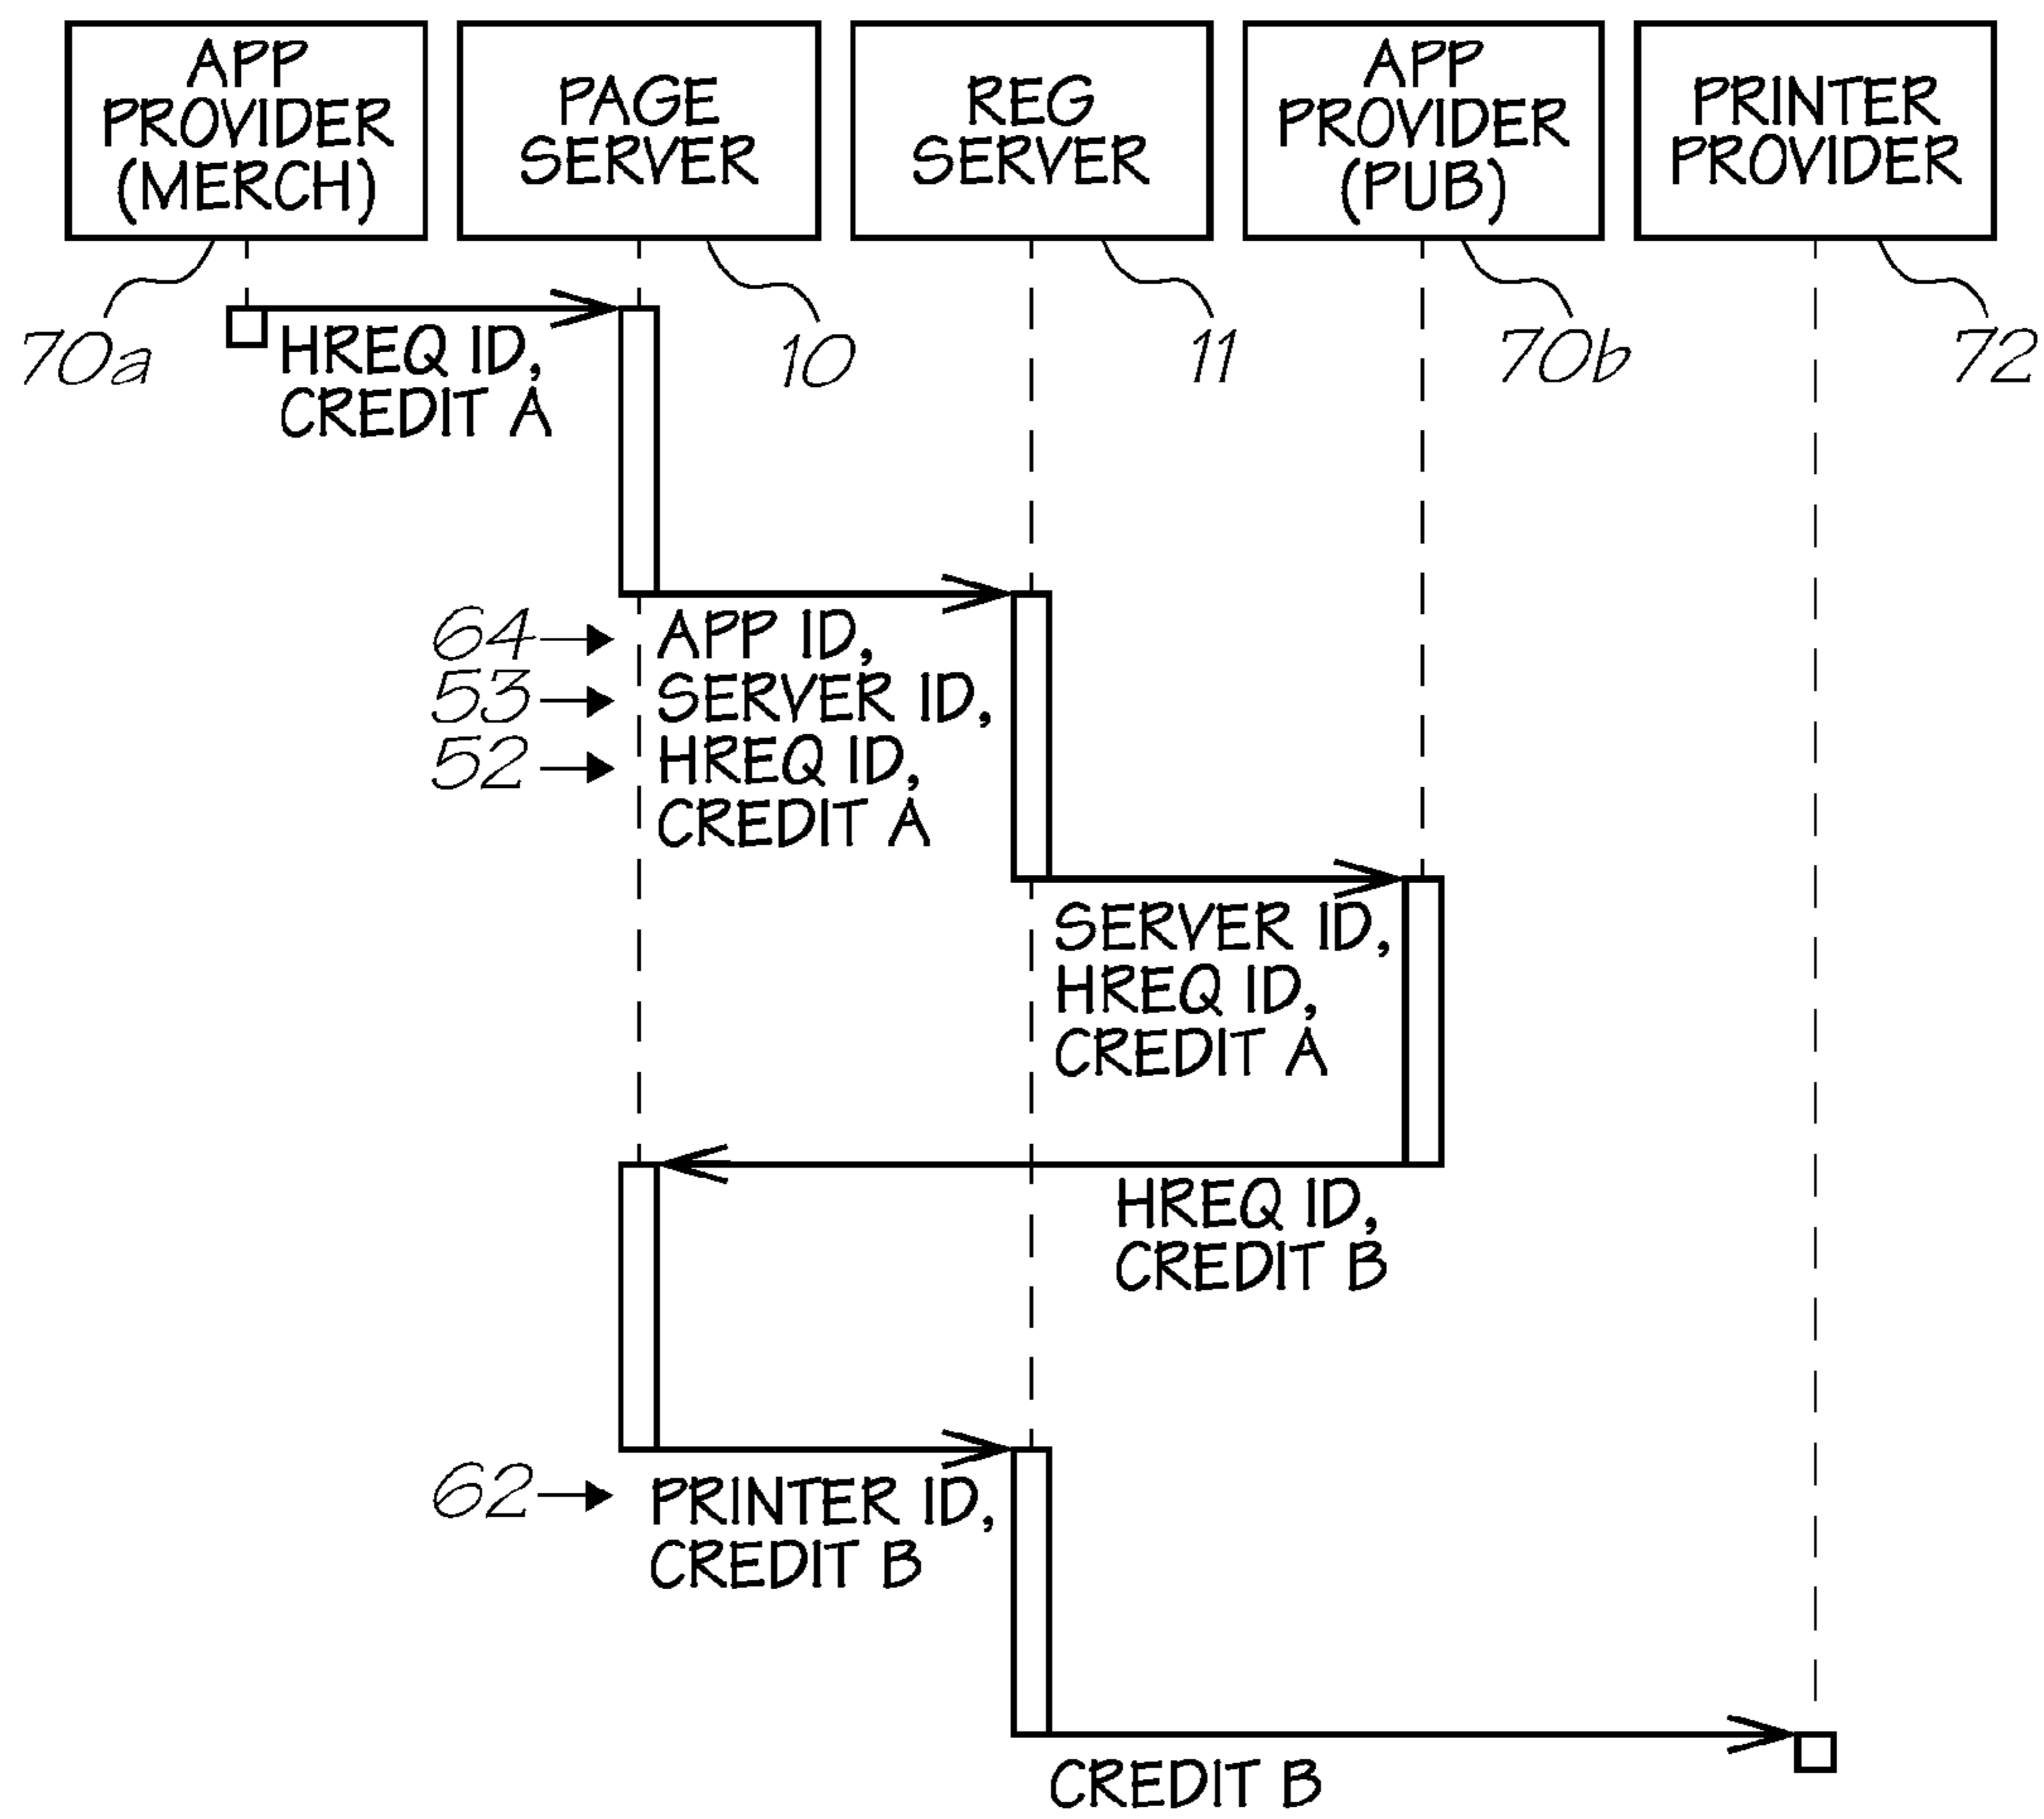 APP
PROVIDER
(MERCH)
PAGE
SERVER
REG
SERVER
APP
PROVIDER
(PUB)
PRINTER
PROVIDER
70a
10
11
70b
72
HREQ ID,
CREDIT A
64
APP ID,
53
SERVER ID,
52
HREQ ID,
CREDIT A
SERVER ID,
HREQ ID,
CREDIT A
HREQ ID,
CREDIT B
62
PRINTER ID,
CREDIT B
CREDIT B